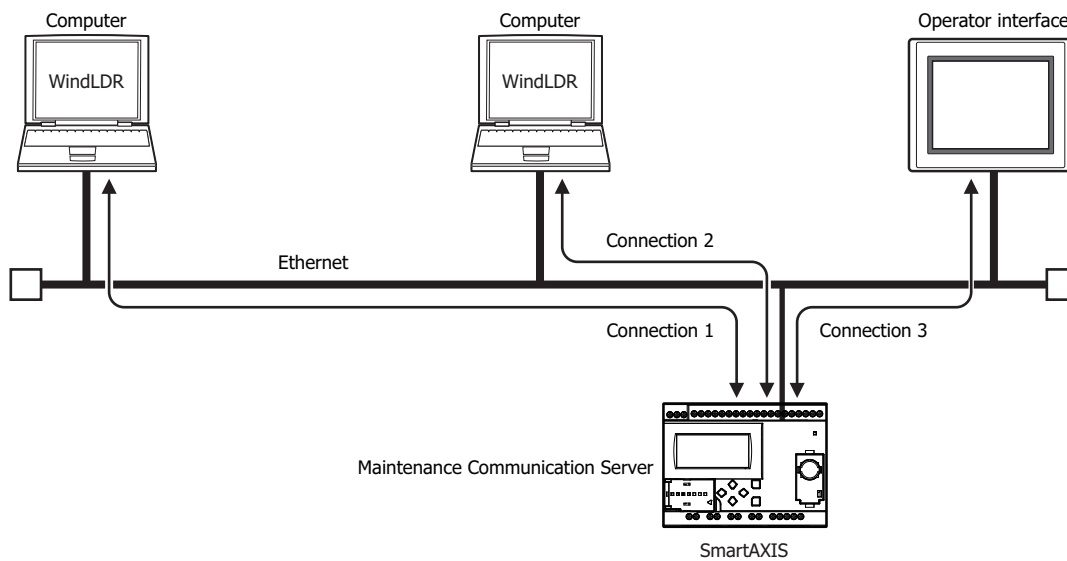 Computer
Computer
Operator interface
WindLDR
WindLDR
Connection 2
Ethernet
Connection 1
Connection 3
Maintenance Communication Server
SmartAXIS